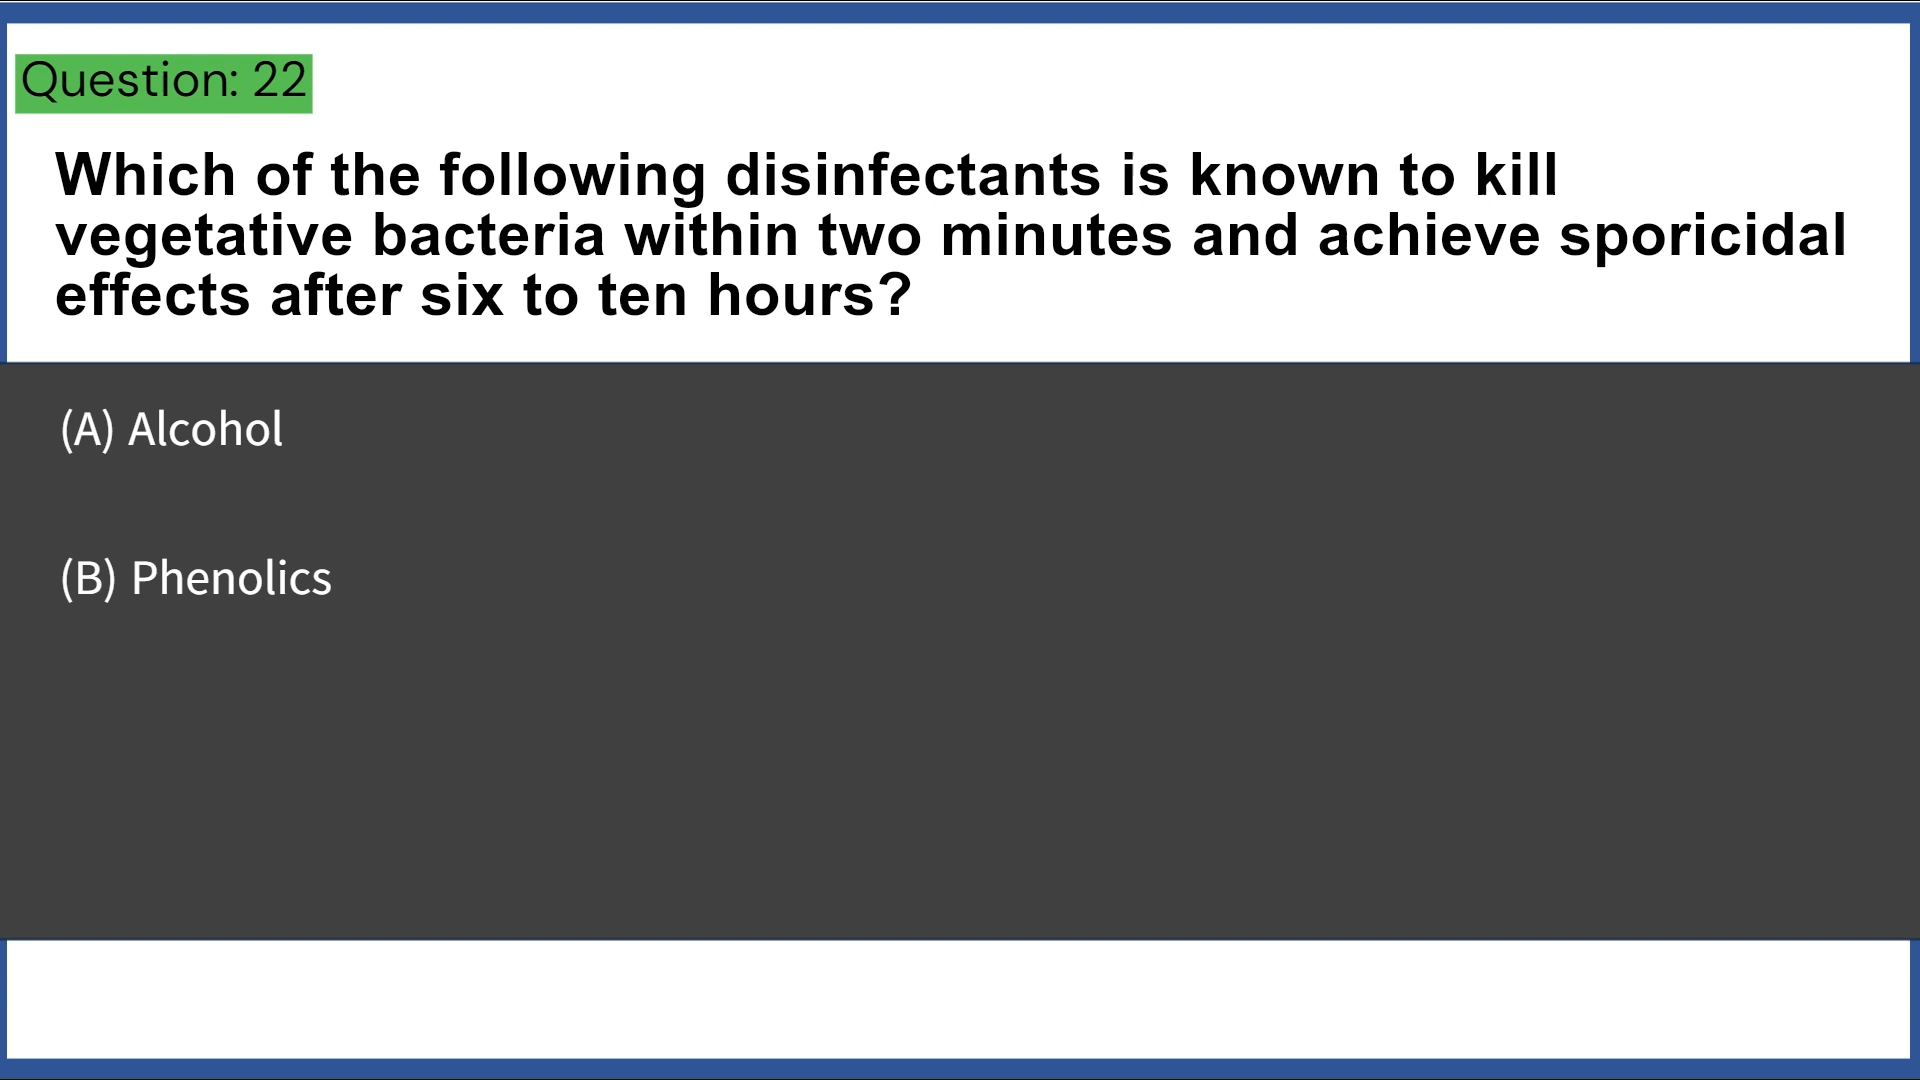 Question: 22
Which of the following disinfectants is known to kill
vegetative bacteria within two minutes and achieve sporicidal
effects after six to ten hours?
(A) Alcohol
(B) Phenolics